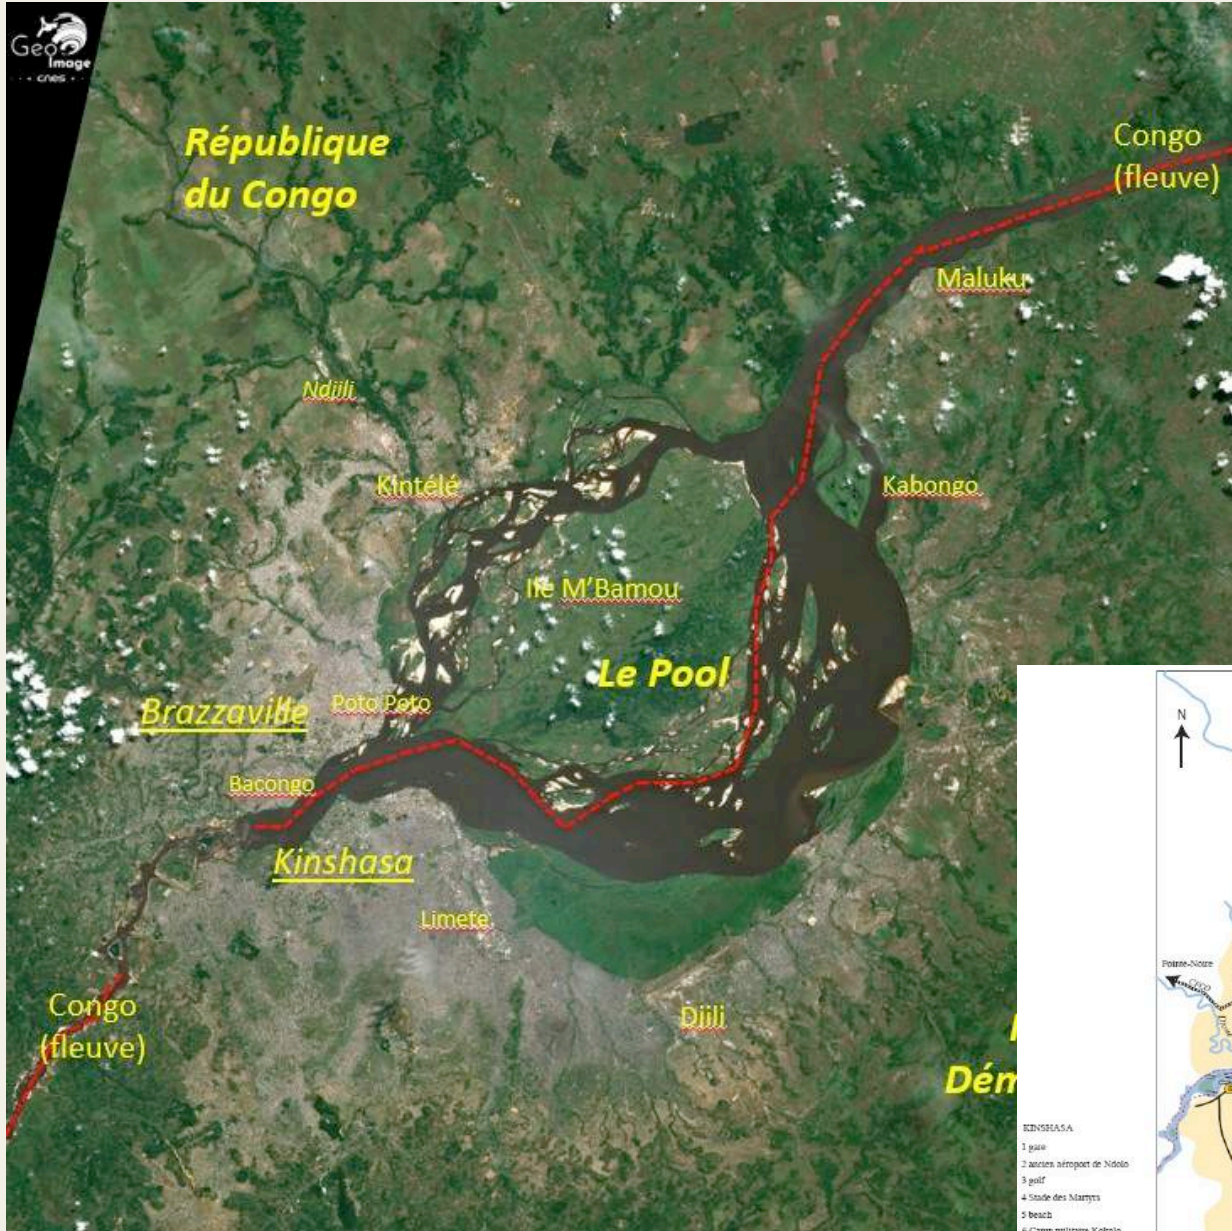 Geo
Image
cnes
République
du Congo
Congo
(fleuve)
Maluku
Ndjili
Kintélé
Kabongo
Ile M'Bamou
Le Pool
Brazzaville
Poto Poto
Bacongo
Kinshasa
Limete
Djili
Congo
(fleuve)
Dém
N
Pointe-Noire
CFCO
KINSHASA
1 gare
2 ancien aéroport de Ndolo
3 golf
4 Stade des Martyrs
5 beach